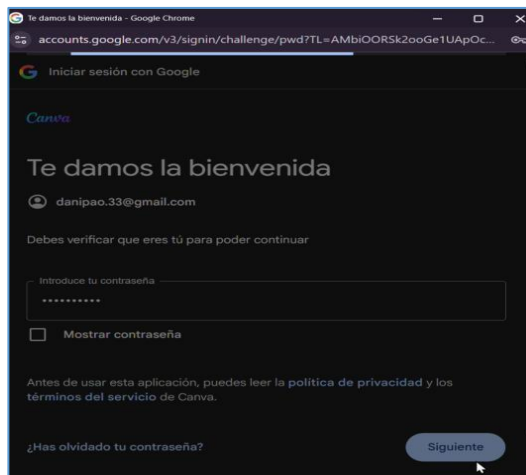 Te damos la bienvenida - Google Chrome
accounts.google.com/v3/signin/challenge/pwd?TL=AMbiOORSk2ooGe1UApOc...
Iniciar sesión con Google
Canva
Te damos la bienvenida
danipao.33@gmail.com
Debes verificar que eres tú para poder continuar
Introduce tu contraseña
••••••••••
Mostrar contraseña
Antes de usar esta aplicación, puedes leer la política de privacidad y los
términos del servicio de Canva.
¿Has olvidado tu contraseña?
Siguiente